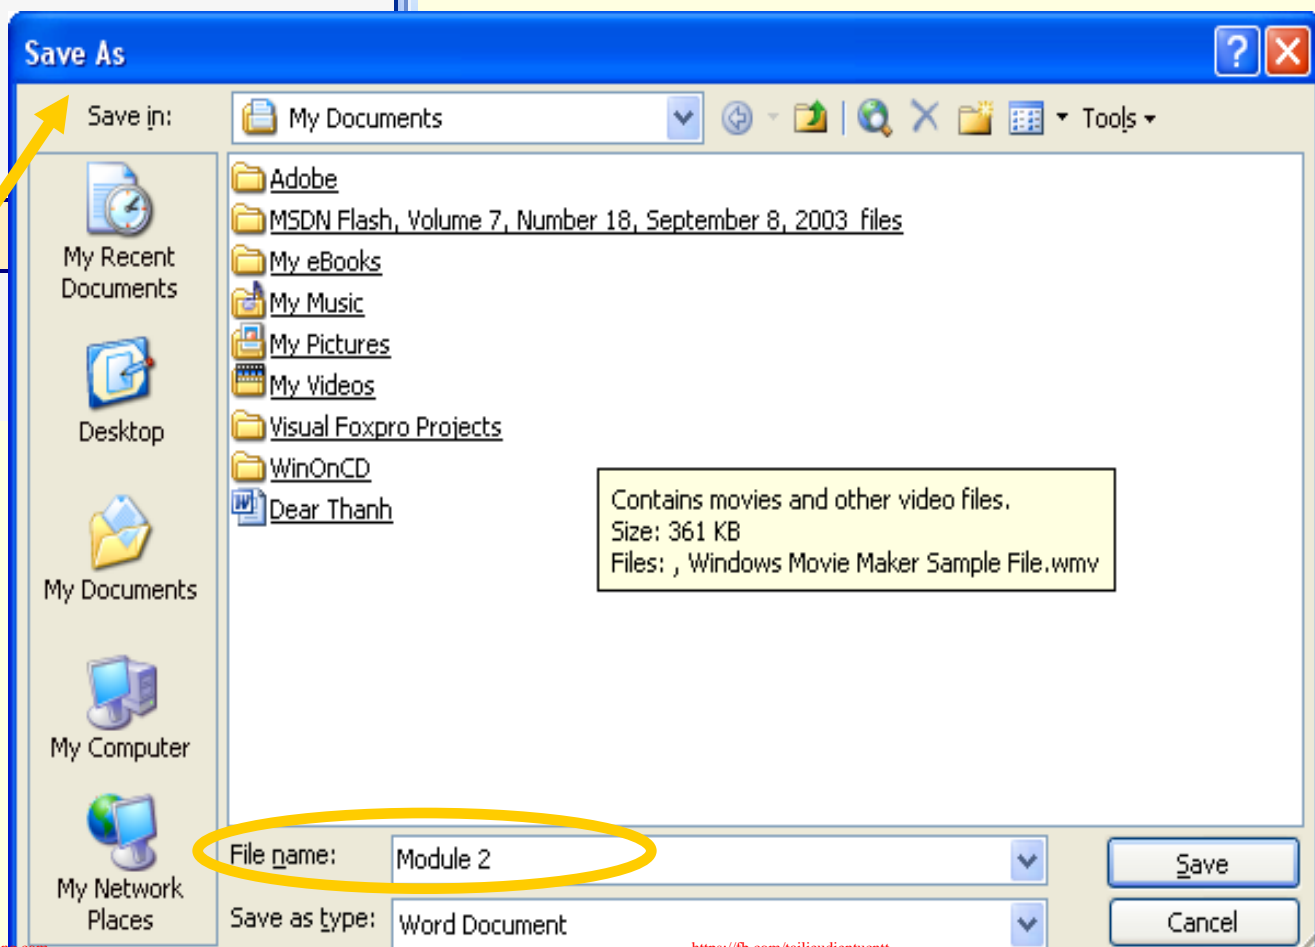 Save As
Save in:
My Documents
Tools
My Recent
Documents
Desktop
My Documents
My Computer
My Network
Places
Adobe
MSDN Flash, Volume 7, Number 18, September 8, 2003_files
My eBooks
My Music
My Pictures
My Videos
Visual Foxpro Projects
WinOnCD
Dear Thanh
Contains movies and other video files.
Size: 361 KB
Files: , Windows Movie Maker Sample File.wmv
File name:
Module 2
Save
Save as type:
Word Document
Cancel